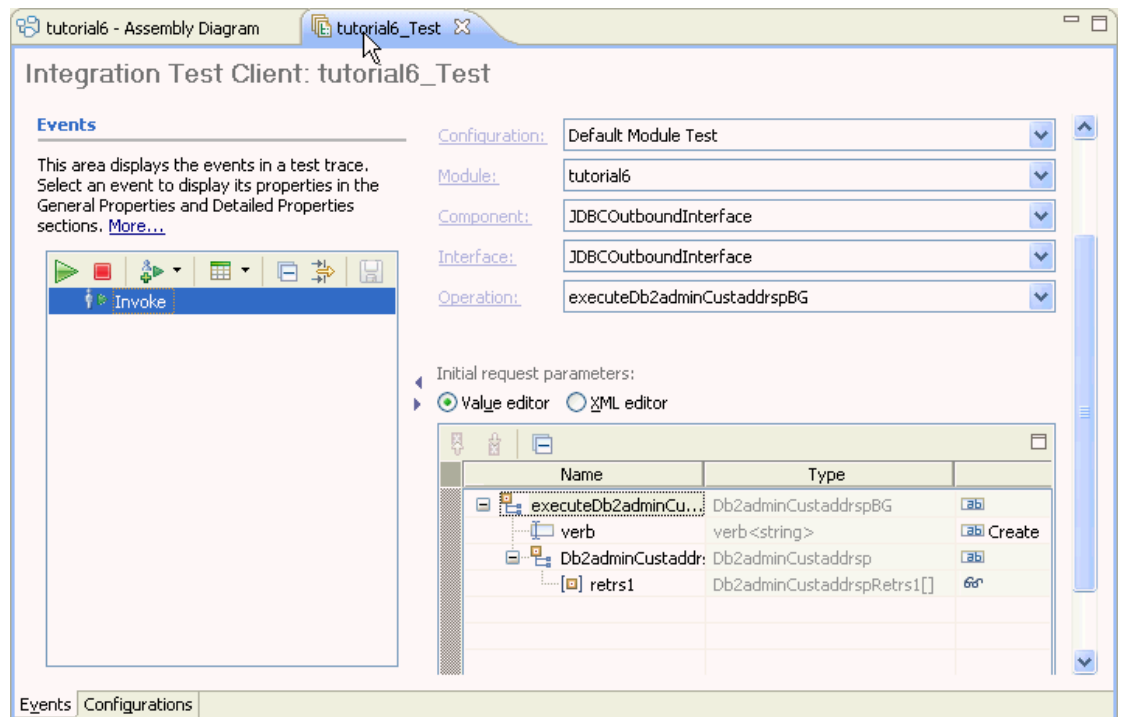 tutorial6 - Assembly Diagram
tutorial6_Test
Integration Test Client: tutorial6_Test
Events
This area displays the events in a test trace.
Select an event to display its properties in the
General Properties and Detailed Properties
sections. More...
Invoke
Configuration: Default Module Test
Module: tutorial6
Component: JDBCOutboundInterface
Interface: JDBCOutboundInterface
Operation: executeDb2adminCustaddrspBG
Initial request parameters:
Value editor XML editor
Name Type
executeDb2adminCu... Db2adminCustaddrspBG ab
verb verb<string> ab Create
Db2adminCustaddr Db2adminCustaddrsp ab
retrs1 Db2adminCustaddrspRetrs1[]
Events Configurations